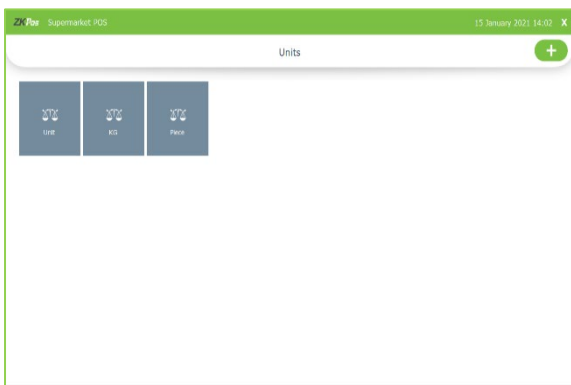 ZKPos Supermarket POS 15 January 2021 14:02 X
Units +
Unit KG Piece